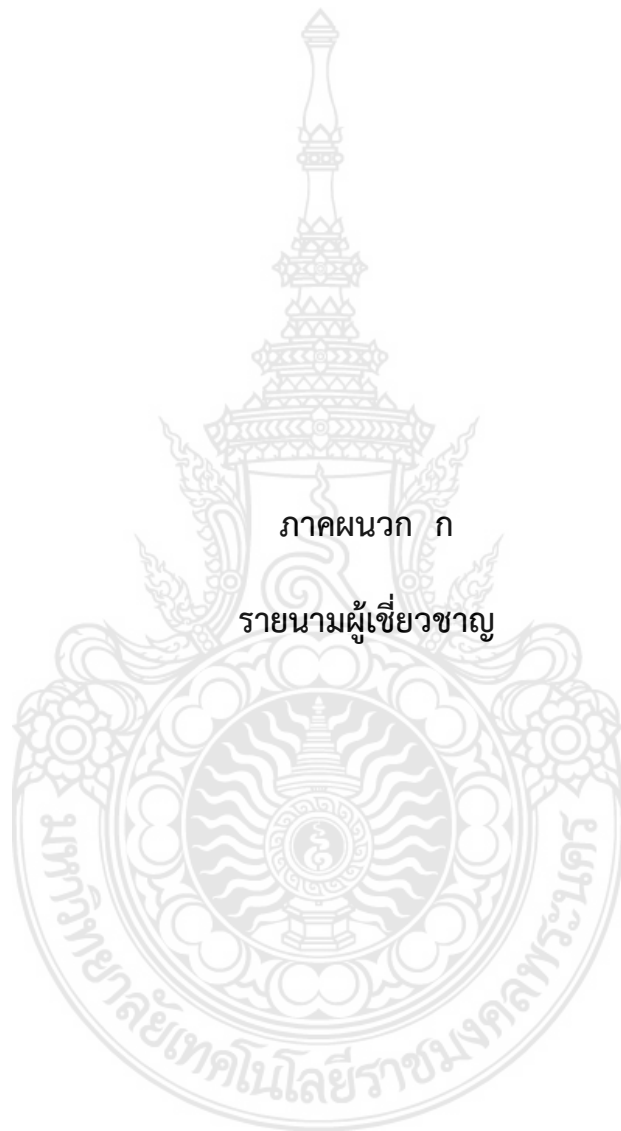 ภาคผนวก ก
รายนามผู้เชี่ยวชาญ
มหาวิทยาลัยเทคโนโลยีราชมงคลพระนคร